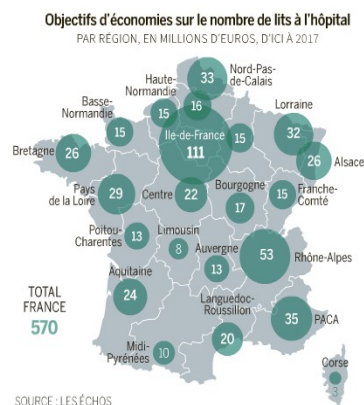 Objectifs d'économies sur le nombre de lits à l'hôpital
PAR RÉGION, EN MILLIONS D'EUROS, D'ICI À 2017
33
Nord-Pas-
de-Calais
Haute-
Normandie
15
16
Basse-
Normandie
15
Ile-de-France
111
15
Lorraine
32
Bretagne
26
26
Alsace
Pays
de la Loire
29
Centre
22
Bourgogne
17
15
Franche-
Comté
Poitou-
Charentes
13
Limousin
8
Auvergne
13
53
Rhône-Alpes
Aquitaine
24
TOTAL
FRANCE
570
Languedoc-
Roussillon
20
35
PACA
Midi-
Pyrénées
10
Corse
3
SOURCE : LES ÉCHOS